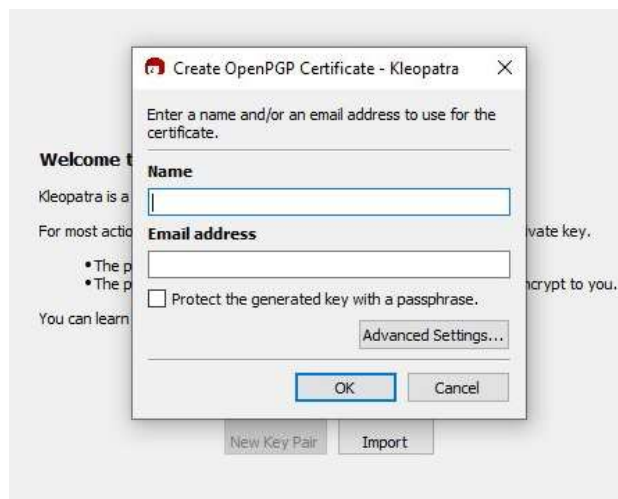 Create OpenPGP Certificate - Kleopatra
Enter a name and/or an email address to use for the
certificate.
Name
Email address
Protect the generated key with a passphrase.
Advanced Settings...
OK Cancel
Welcome t
Kleopatra is a
For most actio vate key.
•The p
•The p ncrypt to you.
You can learn
New Key Pair Import